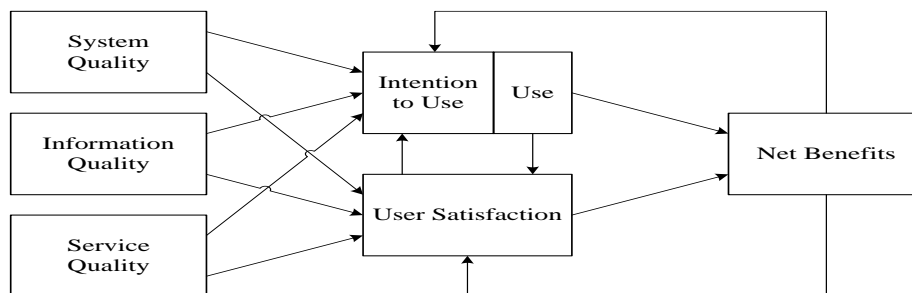 System
Quality
Information
Quality
Service
Quality
Intention
to Use
Use
User Satisfaction
Net Benefits